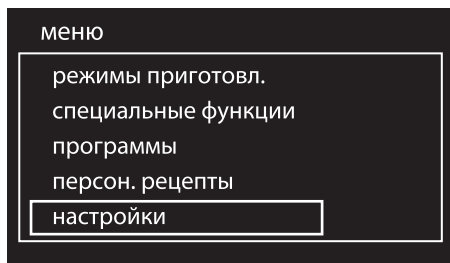 меню
режимы приготовл.
специальные функции
программы
персон. рецепты
настройки